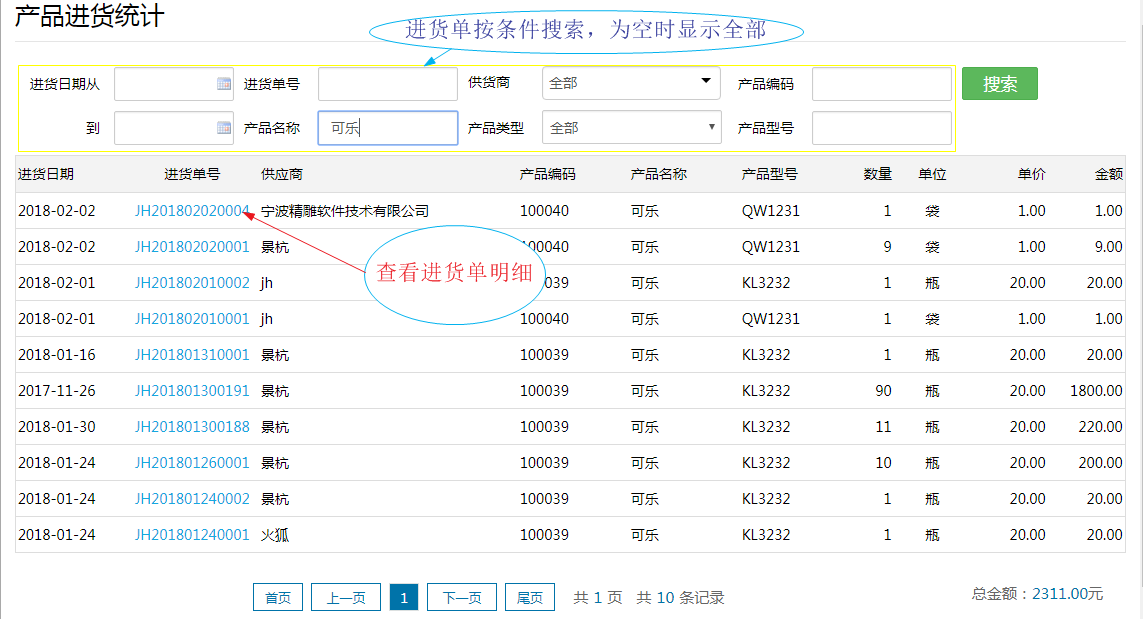 产品进货统计
进货单按条件搜索，为空时显示全部
进货日期从 进货单号 供货商 全部 产品编码 搜索
到 产品名称 可乐 产品类型 全部 产品型号
进货日期 进货单号 供应商 产品编码 产品名称 产品型号 数量 单位 单价 金额
2018-02-02 JH201802020004 宁波精雕软件技术有限公司 100040 可乐 QW1231 1 袋 1.00 1.00
2018-02-02 JH201802020001 景杭 00040 可乐 QW1231 9 袋 1.00 9.00
查看进货单明细
2018-02-01 JH201802010002 jh 039 可乐 KL3232 1 瓶 20.00 20.00
2018-02-01 JH201802010001 jh 100040 可乐 QW1231 1 袋 1.00 1.00
2018-01-16 JH201801310001 景杭 100039 可乐 KL3232 1 瓶 20.00 20.00
2017-11-26 JH201801300191 景杭 100039 可乐 KL3232 90 瓶 20.00 1800.00
2018-01-30 JH201801300188 景杭 100039 可乐 KL3232 11 瓶 20.00 220.00
2018-01-24 JH201801260001 景杭 100039 可乐 KL3232 10 瓶 20.00 200.00
2018-01-24 JH201801240002 景杭 100039 可乐 KL3232 1 瓶 20.00 20.00
2018-01-24 JH201801240001 火狐 100039 可乐 KL3232 1 瓶 20.00 20.00
首页 上一页 1 下一页 尾页 共 1 页 共 10 条记录 总金额：2311.00元